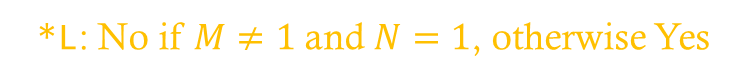 *L: No if M ≠ 1 and N = 1, otherwise Yes